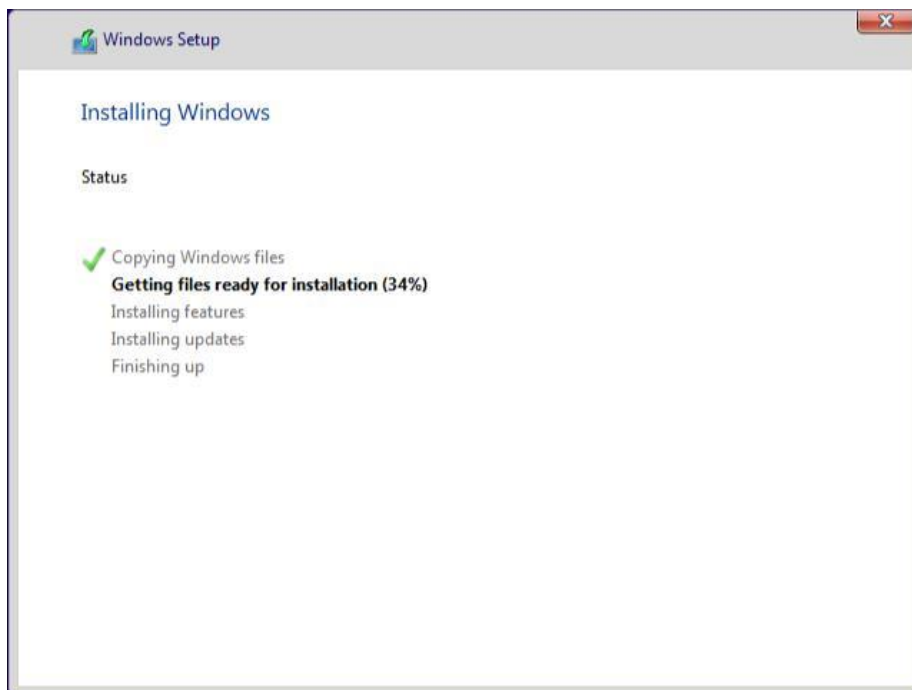 Windows Setup
Installing Windows
Status
Copying Windows files
Getting files ready for installation (34%)
Installing features
Installing updates
Finishing up